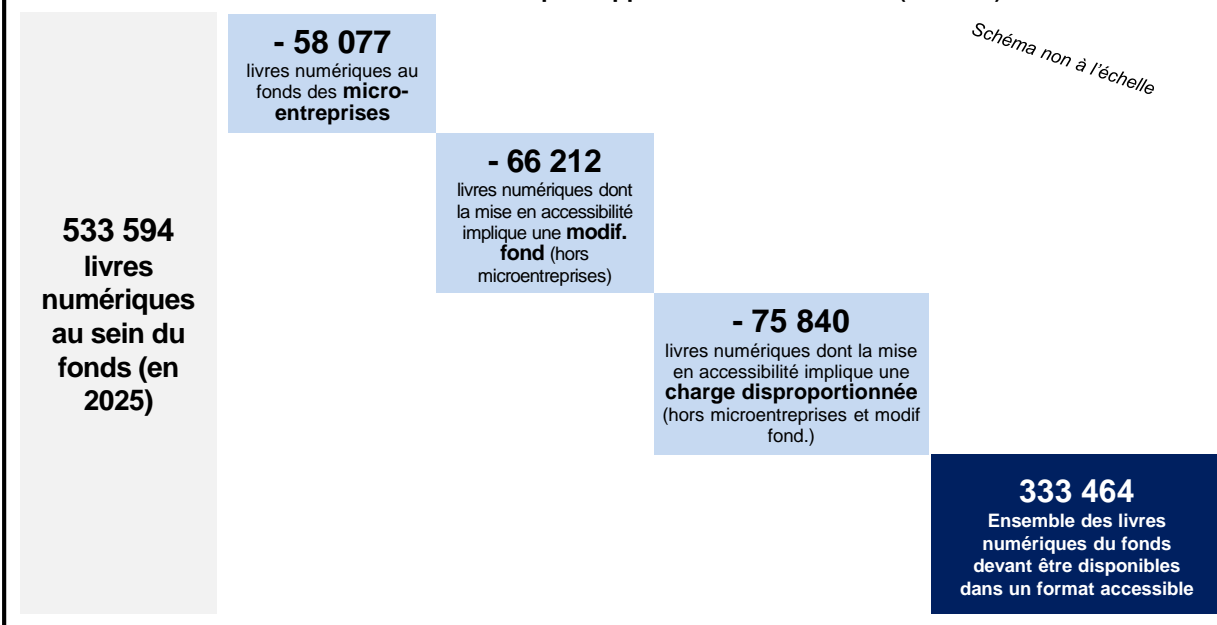 Schéma non à l'échelle
- 58 077
livres numériques au
fonds des micro-
entreprises
- 66 212
livres numériques dont
la mise en accessibilité
implique une modif.
fond (hors
microentreprises)
533 594
livres
numériques
au sein du
fonds (en
2025)
- 75 840
livres numériques dont la mise
en accessibilité implique une
charge disproportionnée
(hors microentreprises et modif
fond.)
333 464
Ensemble des livres
numériques du fonds
devant être disponibles
dans un format accessible